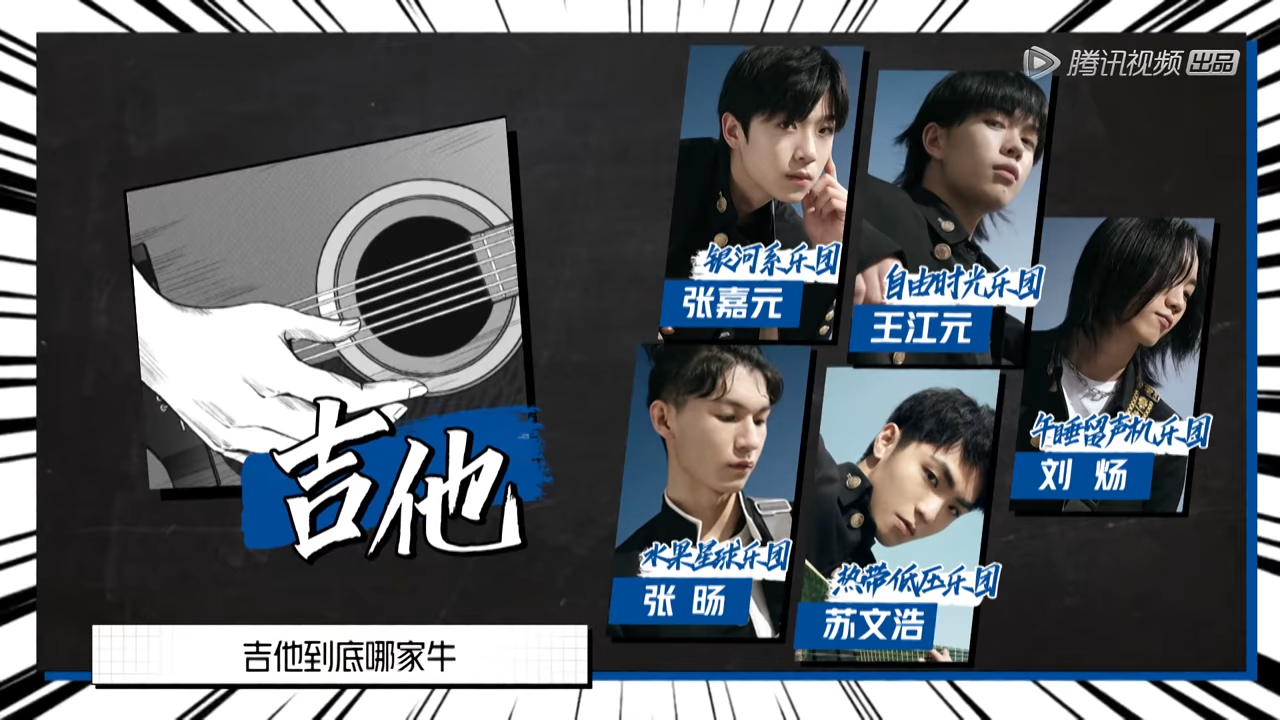 腾讯视频 出品
银河系乐团
张嘉元
自由时光乐团
王江元
午睡留声机乐团
刘炀
水果星球乐团
张旸
热带低压乐团
苏文浩
吉他
吉他到底哪家牛